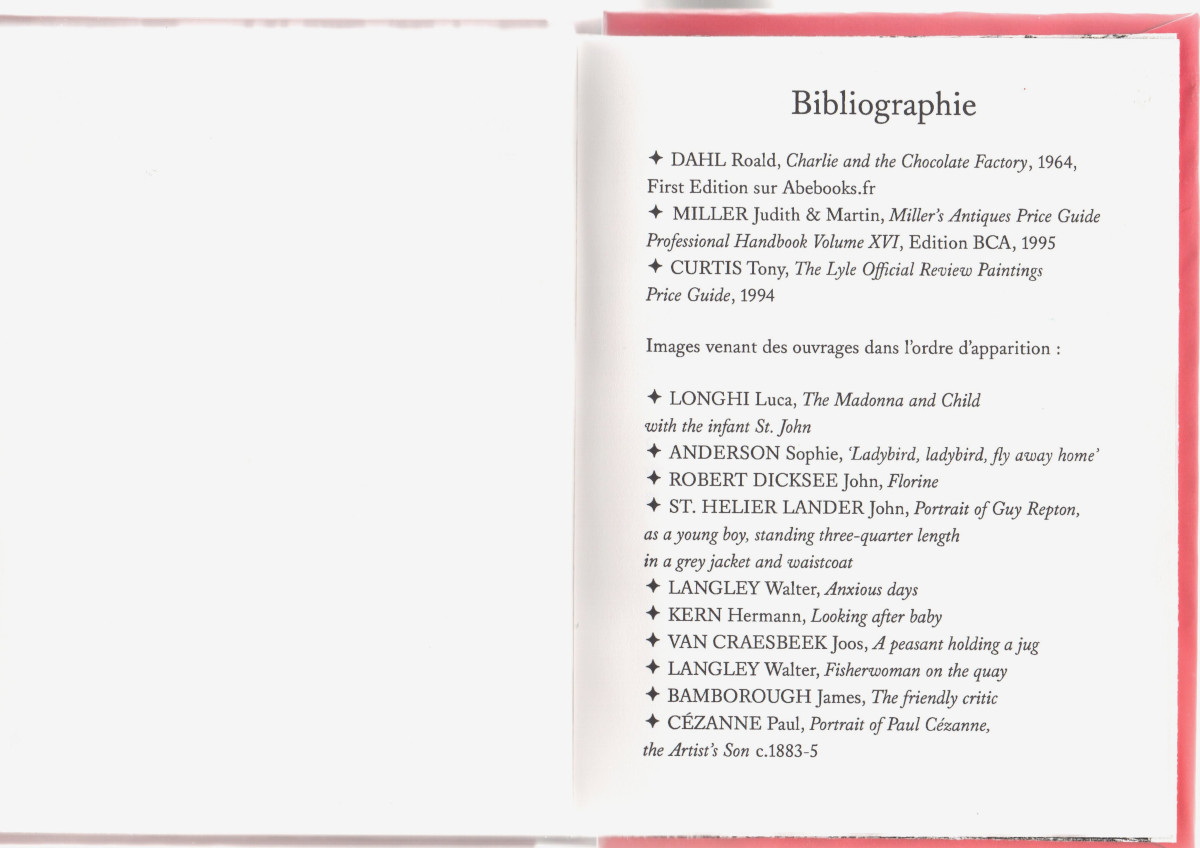 Bibliographie
✦ DAHL Roald, Charlie and the Chocolate Factory, 1964,
First Edition sur Abebooks.fr
✦ MILLER Judith & Martin, Miller's Antiques Price Guide
Professional Handbook Volume XVI, Edition BCA, 1995
✦ CURTIS Tony, The Lyle Official Review Paintings
Price Guide, 1994
Images venant des ouvrages dans l'ordre d'apparition :
✦ LONGHI Luca, The Madonna and Child
with the infant St. John
✦ ANDERSON Sophie, 'Ladybird, ladybird, fly away home'
✦ ROBERT DICKSEE John, Florine
✦ ST. HELIER LANDER John, Portrait of Guy Repton,
as a young boy, standing three-quarter length
in a grey jacket and waistcoat
✦ LANGLEY Walter, Anxious days
✦ KERN Hermann, Looking after baby
✦ VAN CRAESBEEK Joos, A peasant holding a jug
✦ LANGLEY Walter, Fisherwoman on the quay
✦ BAMBOROUGH James, The friendly critic
✦ CÉZANNE Paul, Portrait of Paul Cézanne,
the Artist's Son c.1883-5